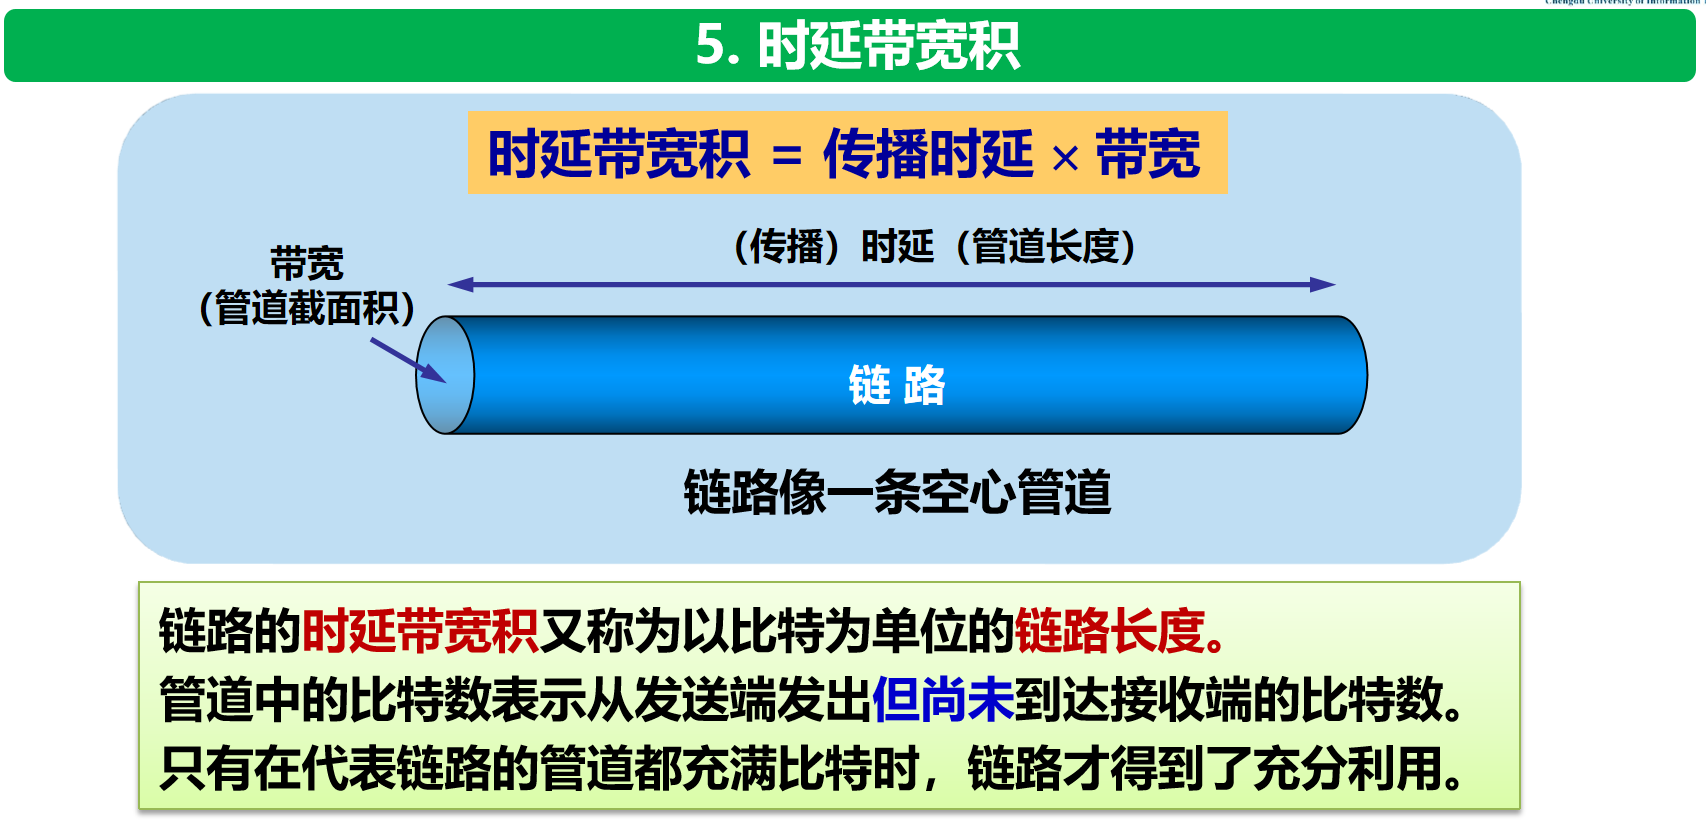 Chengdu University of Information
5. 时延带宽积
时延带宽积 = 传播时延 × 带宽
（传播）时延（管道长度）
带宽
（管道截面积）
链 路
链路像一条空心管道
链路的时延带宽积又称为以比特为单位的链路长度。
管道中的比特数表示从发送端发出但尚未到达接收端的比特数。
只有在代表链路的管道都充满比特时，链路才得到了充分利用。